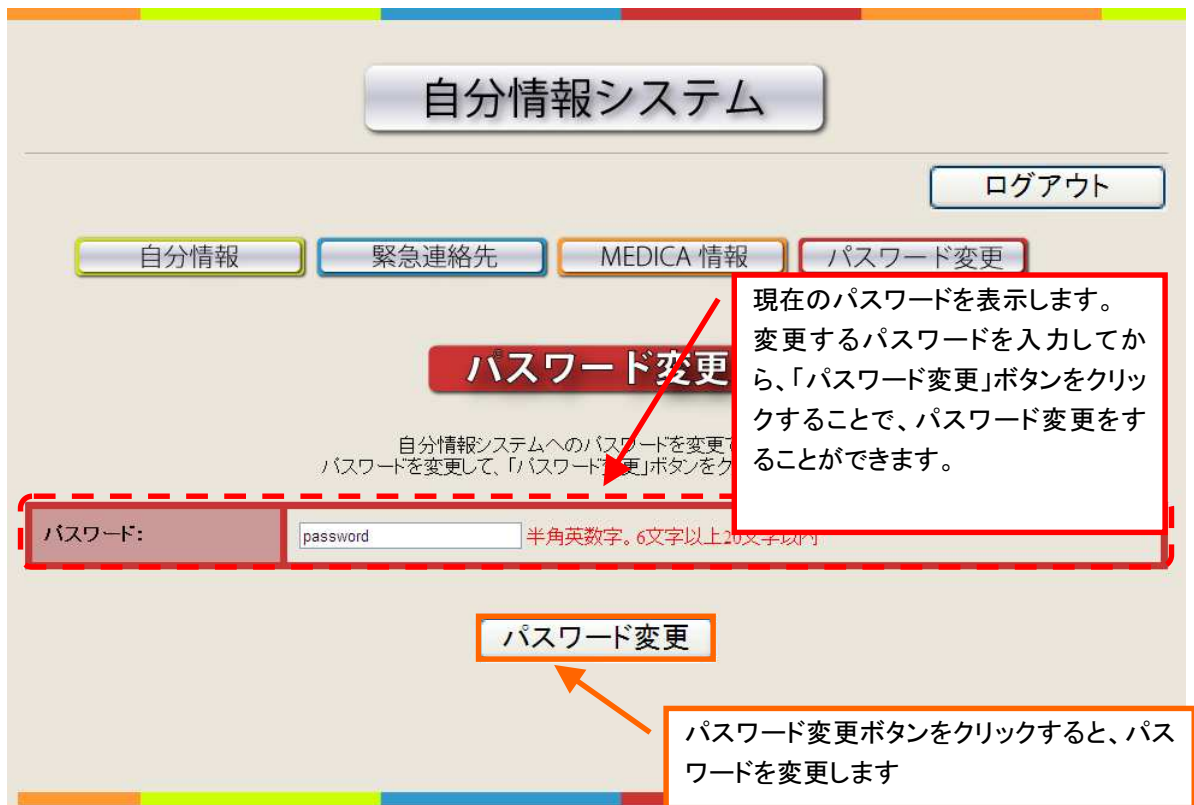 自分情報システム
ログアウト
自分情報
緊急連絡先
MEDICA 情報
パスワード変更
現在のパスワードを表示します。
変更するパスワードを入力してか
ら、「パスワード変更」ボタンをクリッ
クすることで、パスワード変更をす
ることができます。
パスワード変更
自分情報システムへのパスワードを変更
パスワードを変更して、「パスワード変更」ボタンを
パスワード:
password
半角英数字。6文字以上20文字以内
パスワード変更
パスワード変更ボタンをクリックすると、パス
ワードを変更します